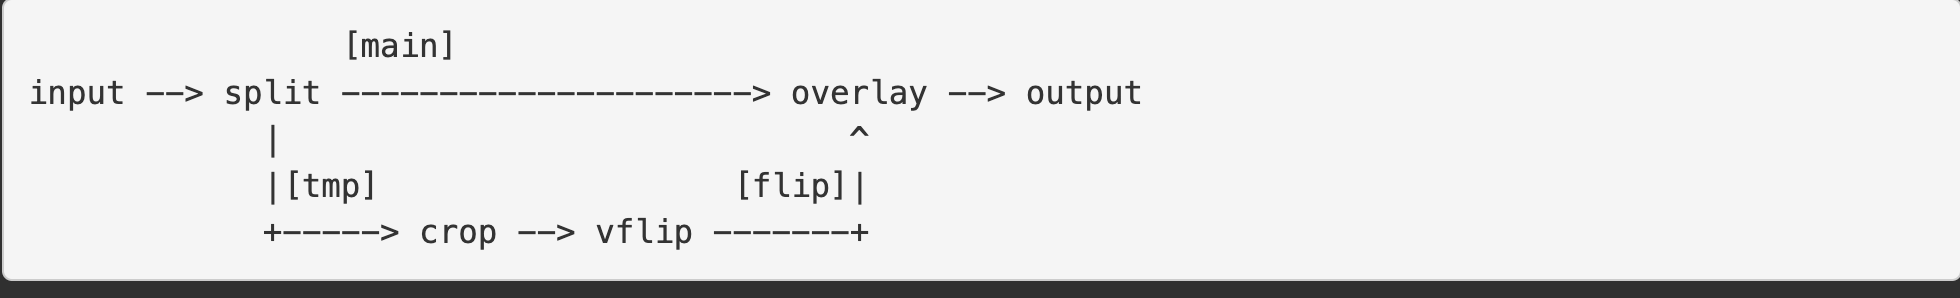 [main]
input --> split ---------------------> overlay --> output
            |                             ^
            |[tmp]                  [flip]|
            +-----> crop --> vflip -------+